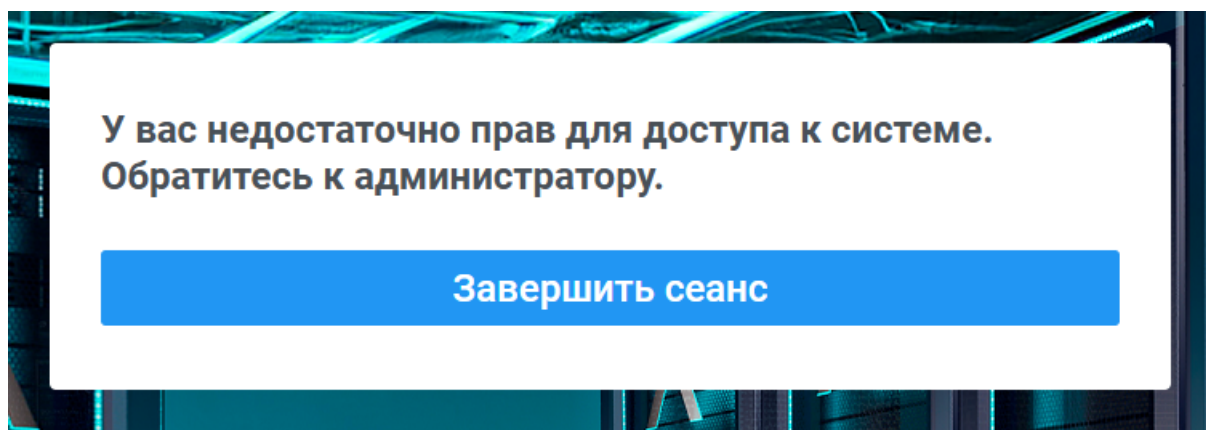 У вас недостаточно прав для доступа к системе.
Обратитесь к администратору.
Завершить сеанс